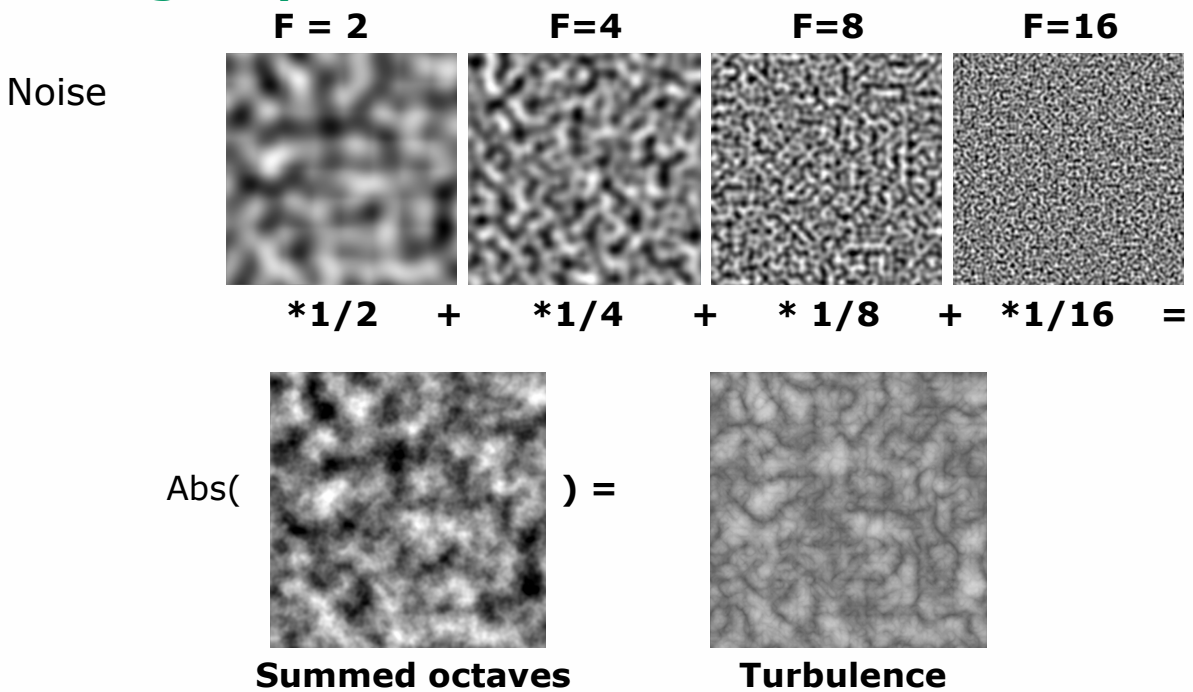 F = 2 F=4 F=8 F=16
Noise
*1/2 + *1/4 + * 1/8 + *1/16 =
Abs( ) =
Summed octaves Turbulence